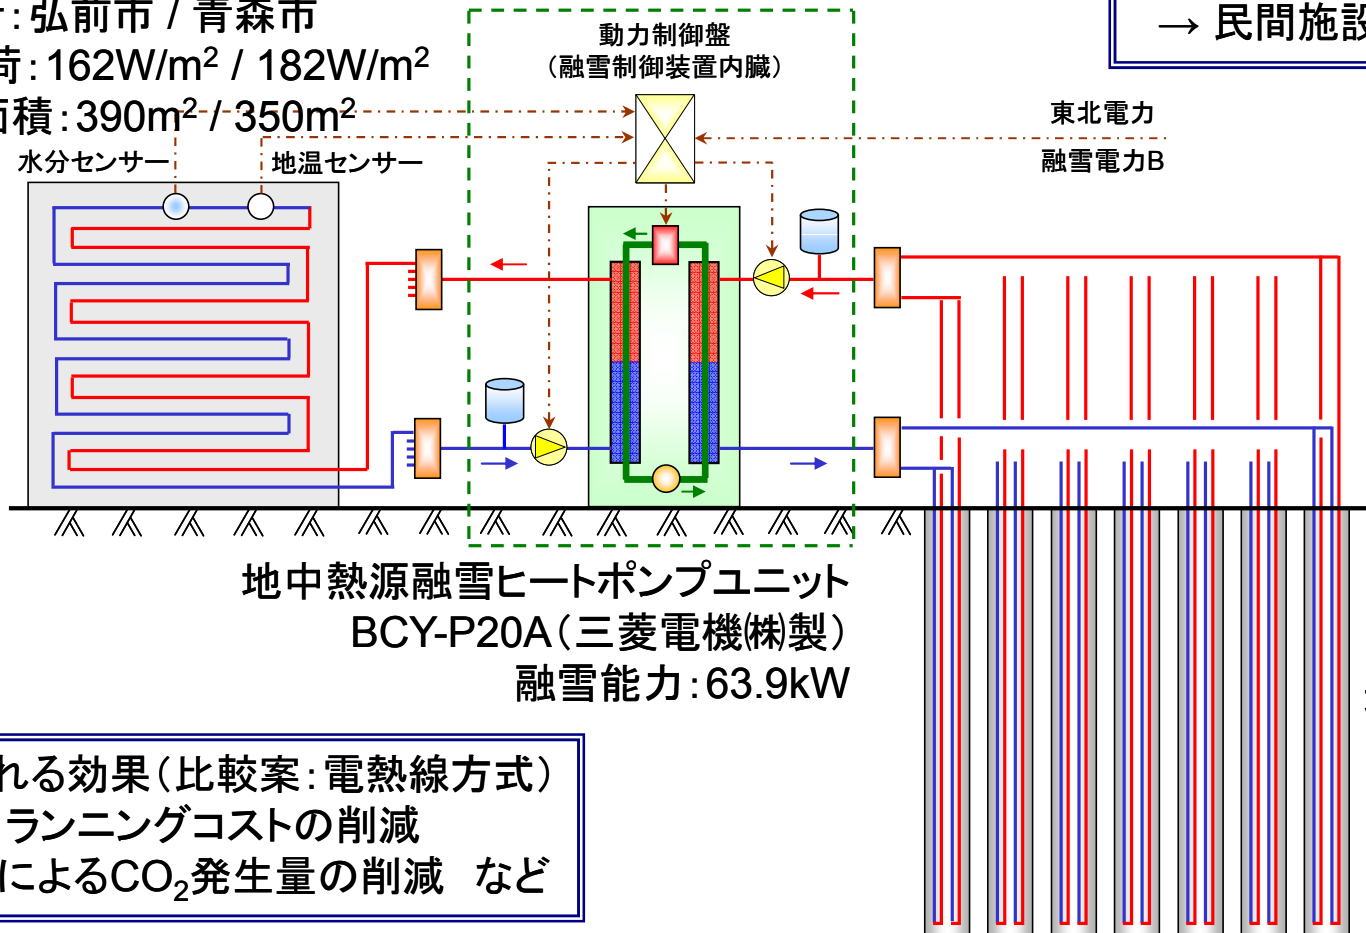 :弘前市 / 青森市
荷:162W/m² / 182W/m²
面積:390m² / 350m²
水分センサー
地温センサー
動力制御盤
(融雪制御装置内臓)
→ 民間施設
東北電力
融雪電力B
地中熱源融雪ヒートポンプユニット
BCY-P20A(三菱電機㈱製)
融雪能力:63.9kW
れる効果(比較案:電熱線方式)
ランニングコストの削減
によるCO₂発生量の削減 など